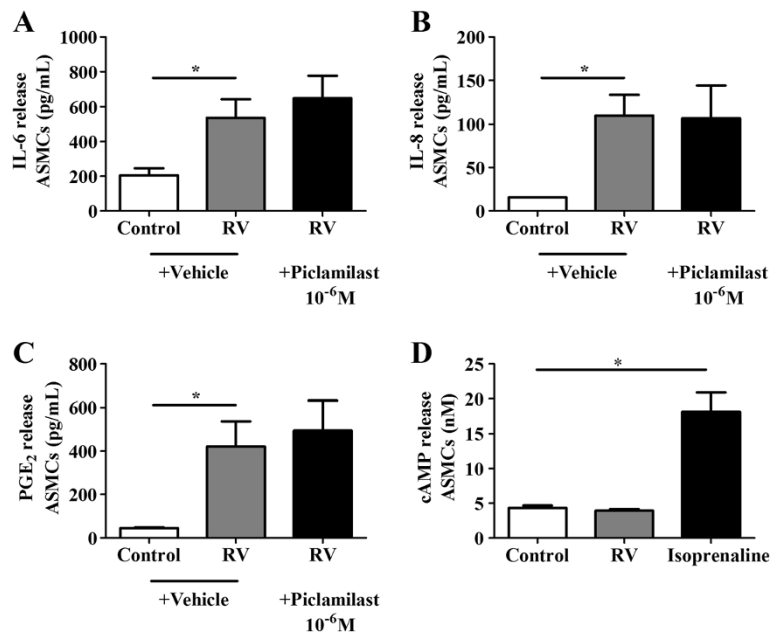 A
IL-6 release
ASMCs (pg/mL)
1000
800
600
400
200
0
*
Control RV RV
+Vehicle +Piclamilast
10⁻⁶M
B
IL-8 release
ASMCs (pg/mL)
200
150
100
50
0
*
Control RV RV
+Vehicle +Piclamilast
10⁻⁶M
C
PGE₂ release
ASMCs (pg/mL)
800
600
400
200
0
*
Control RV RV
+Vehicle +Piclamilast
10⁻⁶M
D
cAMP release
ASMCs (nM)
25
20
15
10
5
0
*
Control RV Isoprenaline